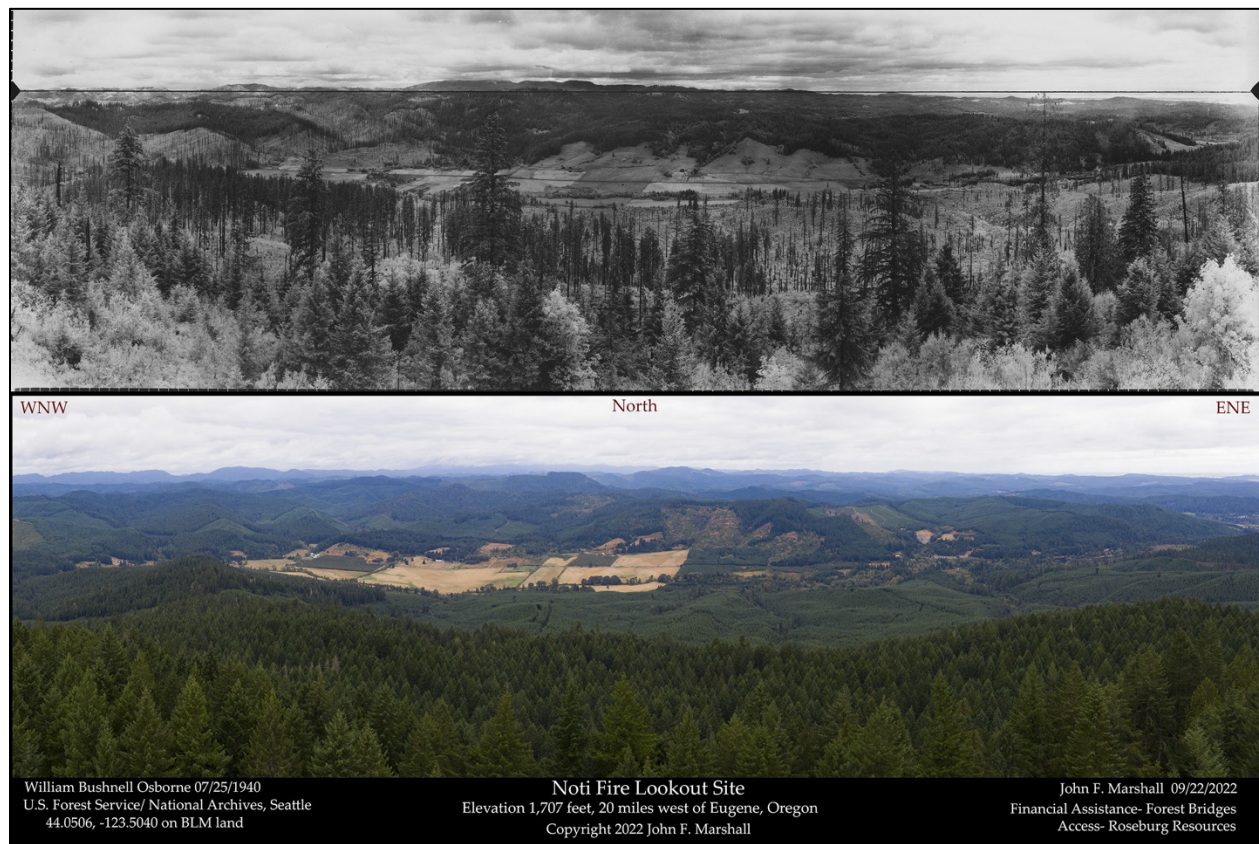 WNW North ENE
William Bushnell Osborne 07/25/1940
U.S. Forest Service/ National Archives, Seattle
44.0506, -123.5040 on BLM land
Noti Fire Lookout Site
Elevation 1,707 feet, 20 miles west of Eugene, Oregon
Copyright 2022 John F. Marshall
John F. Marshall 09/22/2022
Financial Assistance- Forest Bridges
Access- Roseburg Resources